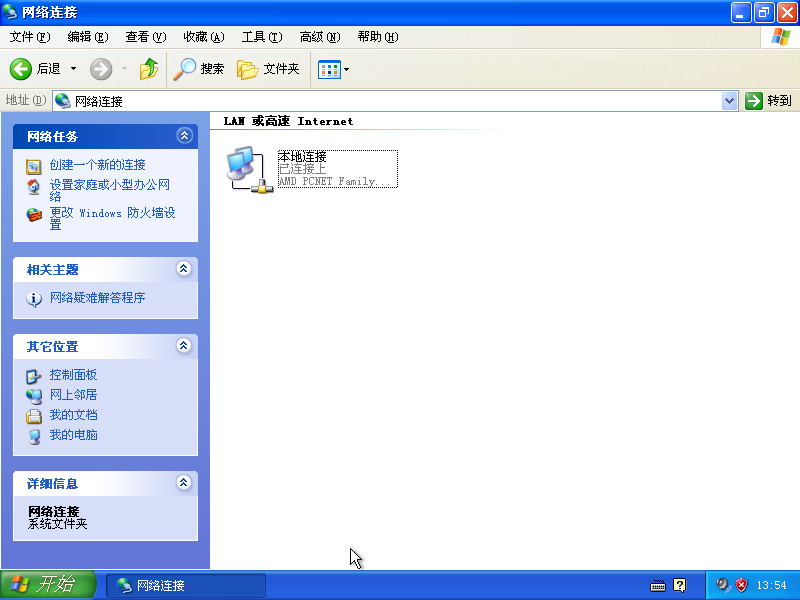 网络连接
文件(F) 编辑(E) 查看(V) 收藏(A) 工具(T) 高级(N) 帮助(H)
后退 搜索 文件夹
地址(D) 网络连接 转到
网络任务
创建一个新的连接
设置家庭或小型办公网
络
更改 Windows 防火墙设
置
相关主题
网络疑难解答程序
其它位置
控制面板
网上邻居
我的文档
我的电脑
详细信息
网络连接
系统文件夹
LAN 或高速 Internet
本地连接
已连接上
AMD PCNET Family...
开始 网络连接 13:54